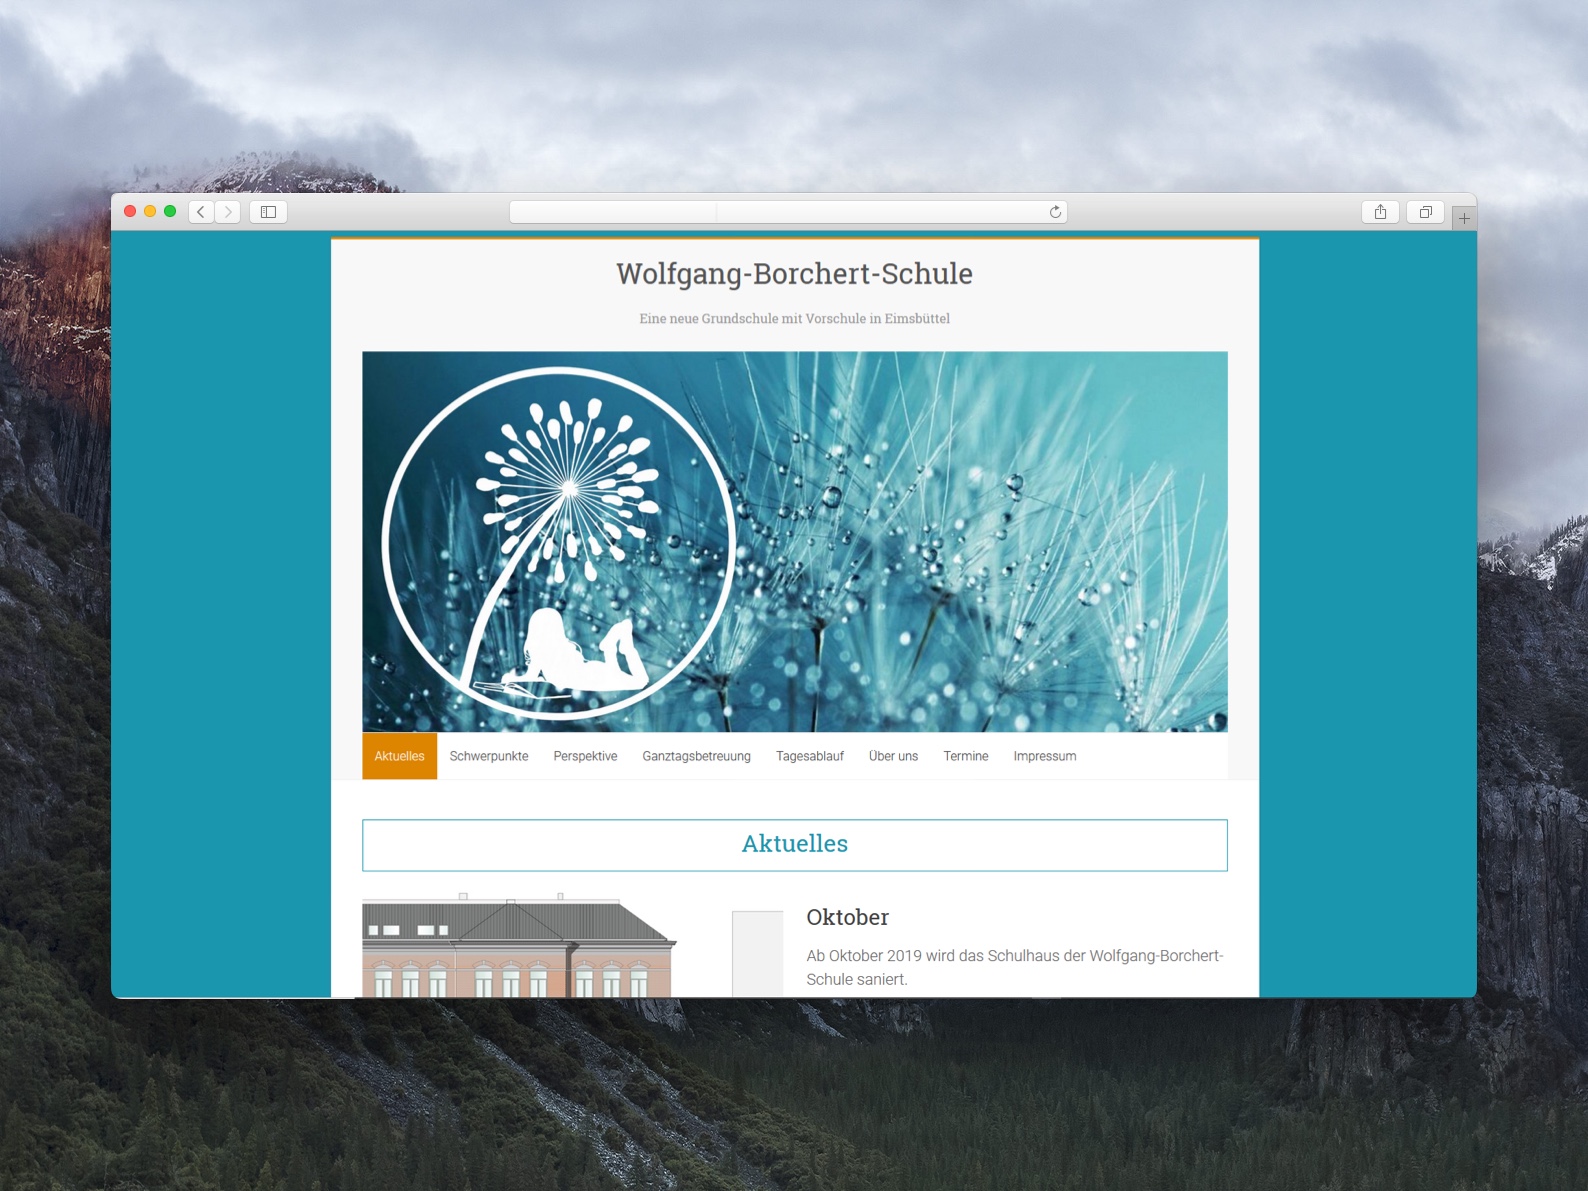 Wolfgang-Borchert-Schule
Eine neue Grundschule mit Vorschule in Eimsbüttel
Aktuelles Schwerpunkte Perspektive Ganztagsbetreuung Tagesablauf Über uns Termine Impressum
Aktuelles
Oktober
Ab Oktober 2019 wird das Schulhaus der Wolfgang-Borchert-
Schule saniert.